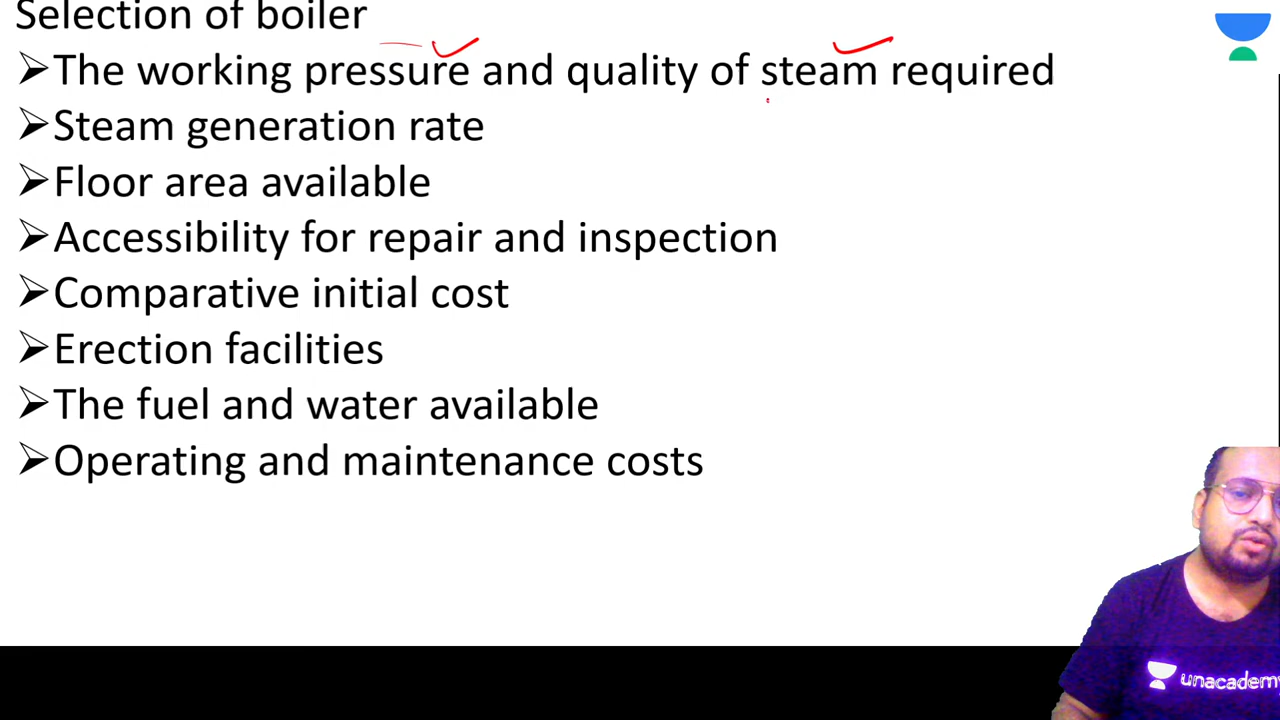 Selection of boiler
➢The working pressure and quality of steam required
➢Steam generation rate
➢Floor area available
➢Accessibility for repair and inspection
➢Comparative initial cost
➢Erection facilities
➢The fuel and water available
➢Operating and maintenance costs
unacademy